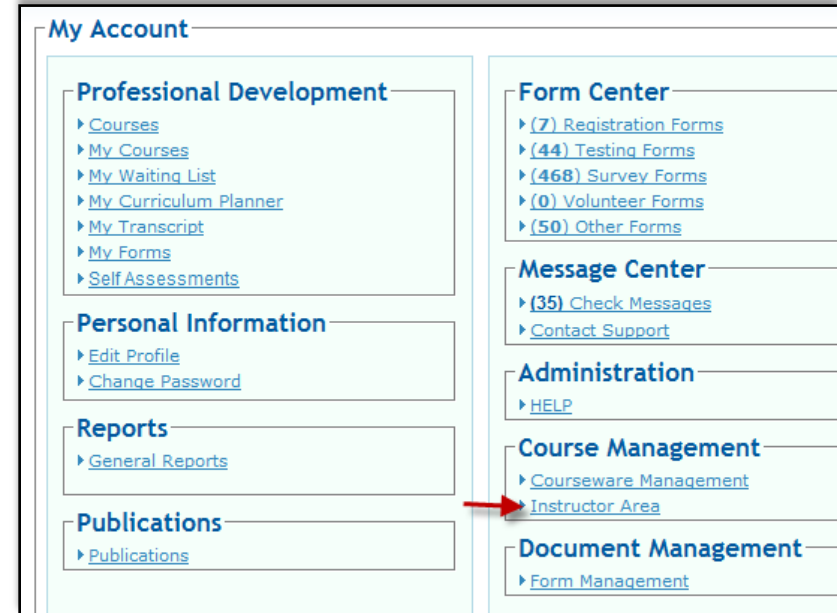 My Account
Professional Development
Courses
My Courses
My Waiting List
My Curriculum Planner
My Transcript
My Forms
Self Assessments
Personal Information
Edit Profile
Change Password
Reports
General Reports
Publications
Publications
Form Center
(7) Registration Forms
(44) Testing Forms
(468) Survey Forms
(0) Volunteer Forms
(50) Other Forms
Message Center
(35) Check Messages
Contact Support
Administration
HELP
Course Management
Courseware Management
Instructor Area
Document Management
Form Management